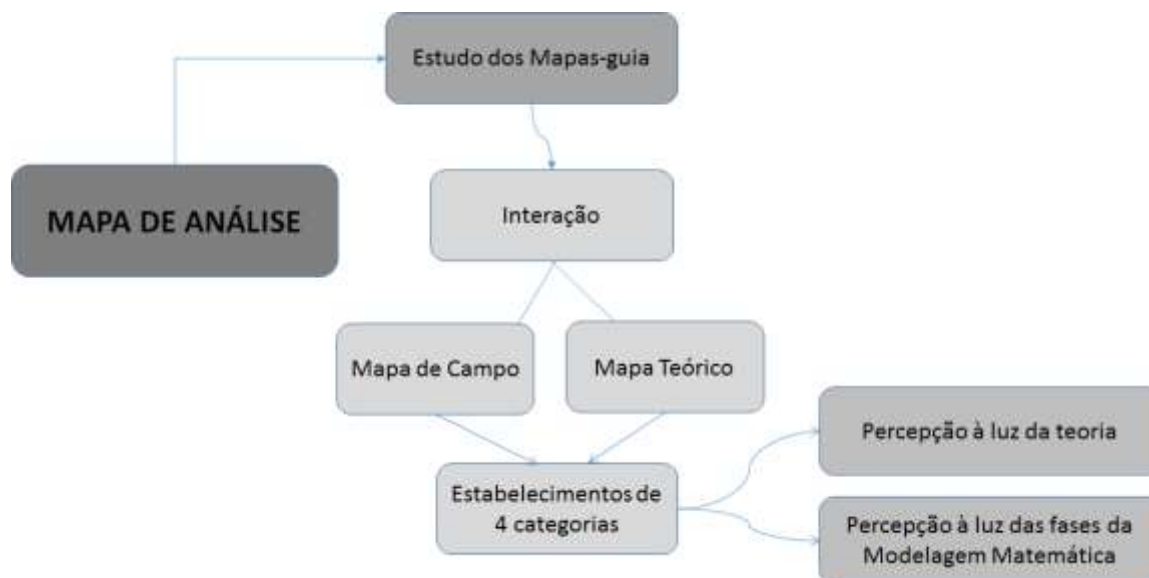 Estudo dos Mapas-guia
MAPA DE ANÁLISE
Interação
Mapa de Campo
Mapa Teórico
Estabelecimentos de
4 categorias
Percepção à luz da teoria
Percepção à luz das fases da
Modelagem Matemática